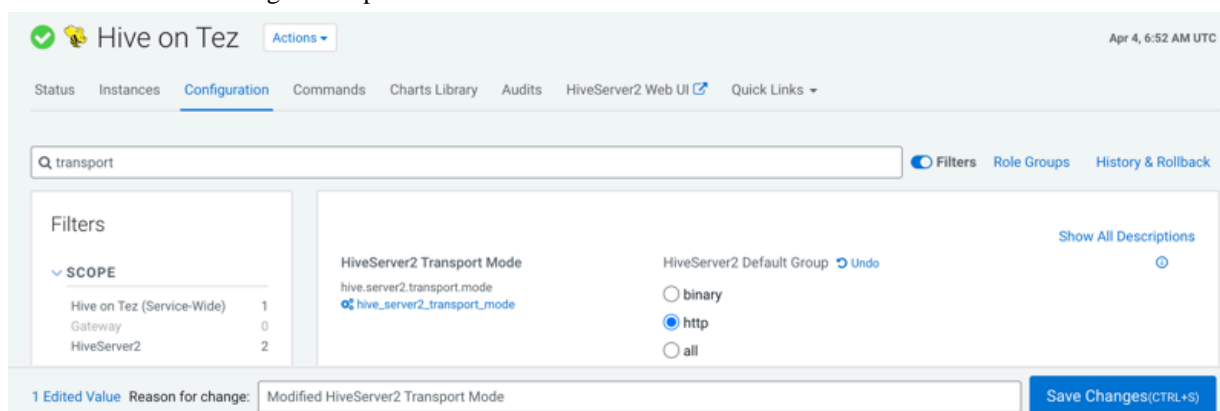 Hive on Tez Actions Apr 4, 6:52 AM UTC
Status Instances Configuration Commands Charts Library Audits HiveServer2 Web UI Quick Links
transport Filters Role Groups History & Rollback
Filters
Show All Descriptions
SCOPE
HiveServer2 Transport Mode HiveServer2 Default Group Undo
hive.server2.transport.mode
hive_server2_transport_mode
binary
http
all
Hive on Tez (Service-Wide) 1
Gateway 0
HiveServer2 2
1 Edited Value Reason for change: Modified HiveServer2 Transport Mode Save Changes(CTRL+S)